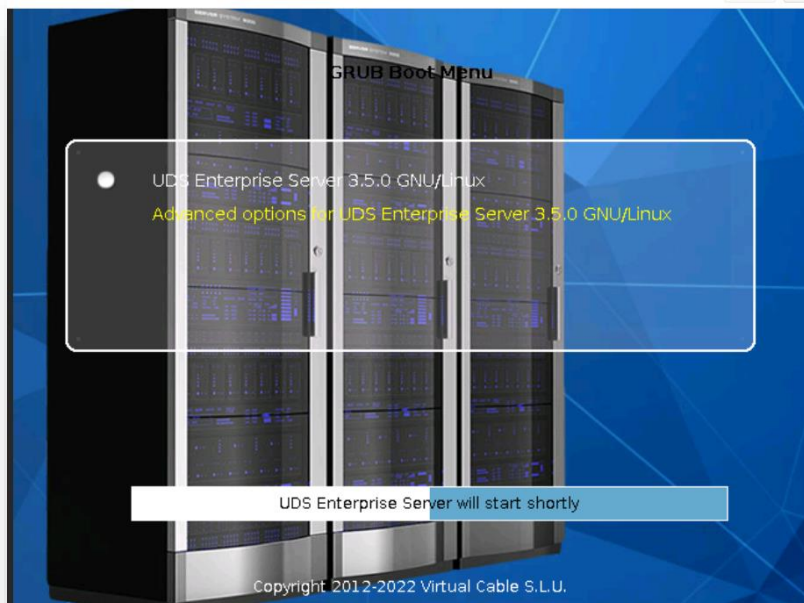 GRUB Boot Menu
UDS Enterprise Server 3.5.0 GNU/Linux
Advanced options for UDS Enterprise Server 3.5.0 GNU/Linux
UDS Enterprise Server will start shortly
Copyright 2012-2022 Virtual Cable S.L.U.